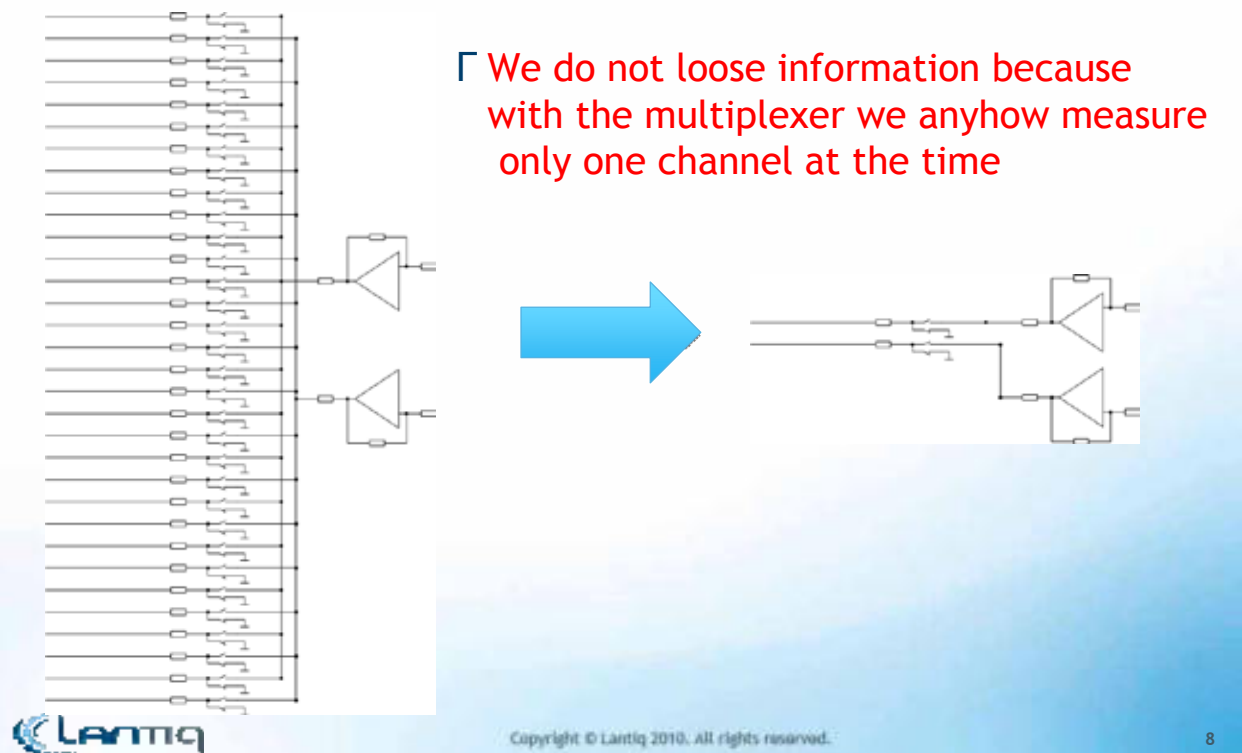 We do not loose information because
with the multiplexer we anyhow measure
only one channel at the time
LANTIQ
Copyright © Lantiq 2010. All rights reserved.
8